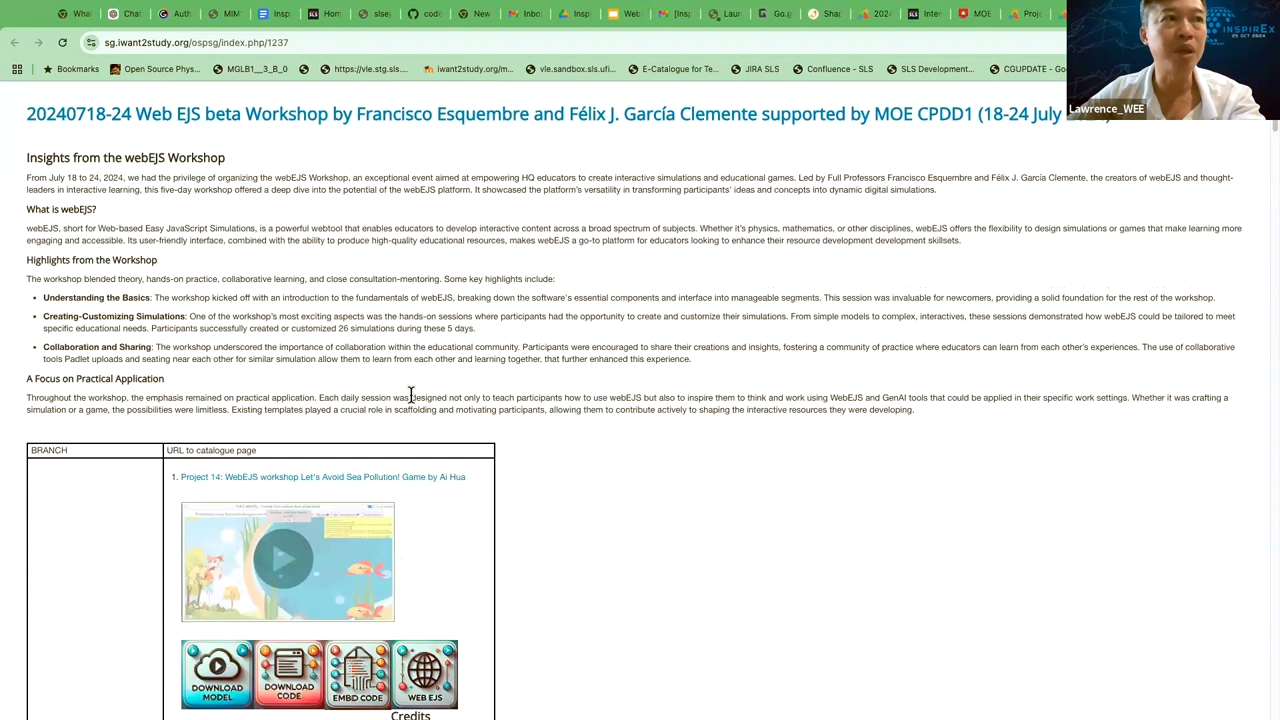 Auth
MIM
SLS
Hom
slsej
code
New
Inbo
Inspi
Web
[Insp
Laun
Go.g
Shap
2024
Inter
MOE
Proje
sg.iwant2study.org/ospsg/index.php/1237
INSPIREX
25 OCT 2024
Bookmarks
Open Source Phys...
MGLB1__3_B_0
https://vle.stg.sls....
iwant2study.org/m...
vle.sandbox.sls.ufi...
E-Catalogue for Te...
JIRA SLS
Confluence - SLS
SLS Development...
CGUPDATE - Go
Lawrence_WEE
20240718-24 Web EJS beta Workshop by Francisco Esquembre and Félix J. García Clemente supported by MOE CPDD1 (18-24 July
Insights from the webEJS Workshop
From July 18 to 24, 2024, we had the privilege of organizing the webEJS Workshop, an exceptional event aimed at empowering HQ educators to create interactive simulations and educational games. Led by Full Professors Francisco Esquembre and Félix J. García Clemente, the creators of webEJS and thought-
leaders in interactive learning, this five-day workshop offered a deep dive into the potential of the webEJS platform. It showcased the platform's versatility in transforming participants' ideas and concepts into dynamic digital simulations.
What is webEJS?
webEJS, short for Web-based Easy JavaScript Simulations, is a powerful webtool that enables educators to develop interactive content across a broad spectrum of subjects. Whether it's physics, mathematics, or other disciplines, webEJS offers the flexibility to design simulations or games that make learning more
engaging and accessible. Its user-friendly interface, combined with the ability to produce high-quality educational resources, makes webEJS a go-to platform for educators looking to enhance their resource development development skillsets.
Highlights from the Workshop
The workshop blended theory, hands-on practice, collaborative learning, and close consultation-mentoring. Some key highlights include:
• Understanding the Basics: The workshop kicked off with an introduction to the fundamentals of webEJS, breaking down the software's essential components and interface into manageable segments. This session was invaluable for newcomers, providing a solid foundation for the rest of the workshop.
• Creating-Customizing Simulations: One of the workshop's most exciting aspects was the hands-on sessions where participants had the opportunity to create and customize their simulations. From simple models to complex, interactives, these sessions demonstrated how webEJS could be tailored to meet
specific educational needs. Participants successfully created or customized 26 simulations during these 5 days.
• Collaboration and Sharing: The workshop underscored the importance of collaboration within the educational community. Participants were encouraged to share their creations and insights, fostering a community of practice where educators can learn from each other's experiences. The use of collaborative
tools Padlet uploads and seating near each other for similar simulation allow them to learn from each other and learning together, that further enhanced this experience.
A Focus on Practical Application
Throughout the workshop, the emphasis remained on practical application. Each daily session was designed not only to teach participants how to use webEJS but also to inspire them to think and work using WebEJS and GenAI tools that could be applied in their specific work settings. Whether it was crafting a
simulation or a game, the possibilities were limitless. Existing templates played a crucial role in scaffolding and motivating participants, allowing them to contribute actively to shaping the interactive resources they were developing.
BRANCH
URL to catalogue page
1. Project 14: WebEJS workshop Let's Avoid Sea Pollution! Game by Ai Hua
DOWNLOAD
MODEL
DOWNLOAD
CODE
EMBD CODE
WEB EJS
Credits